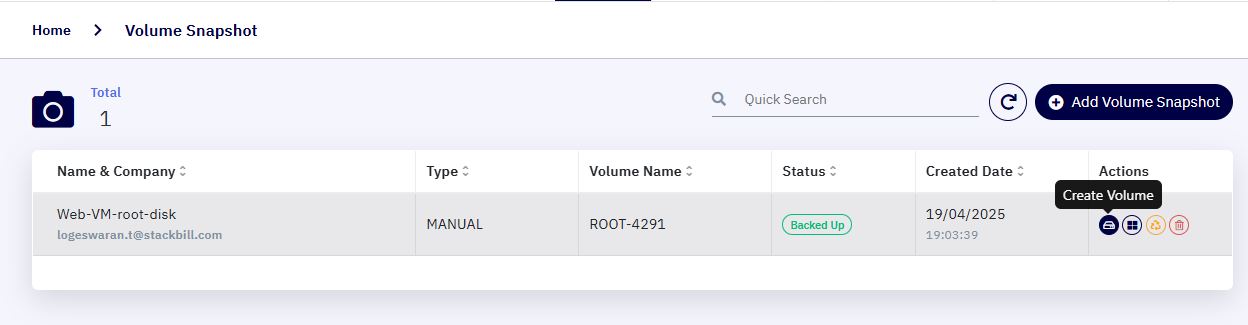 Home > Volume Snapshot
Total
1
Quick Search
Add Volume Snapshot
Name & Company Type Volume Name Status Created Date Actions
Create Volume
Web-VM-root-disk MANUAL ROOT-4291 Backed Up 19/04/2025
logeswaran.t@stackbill.com 19:03:39